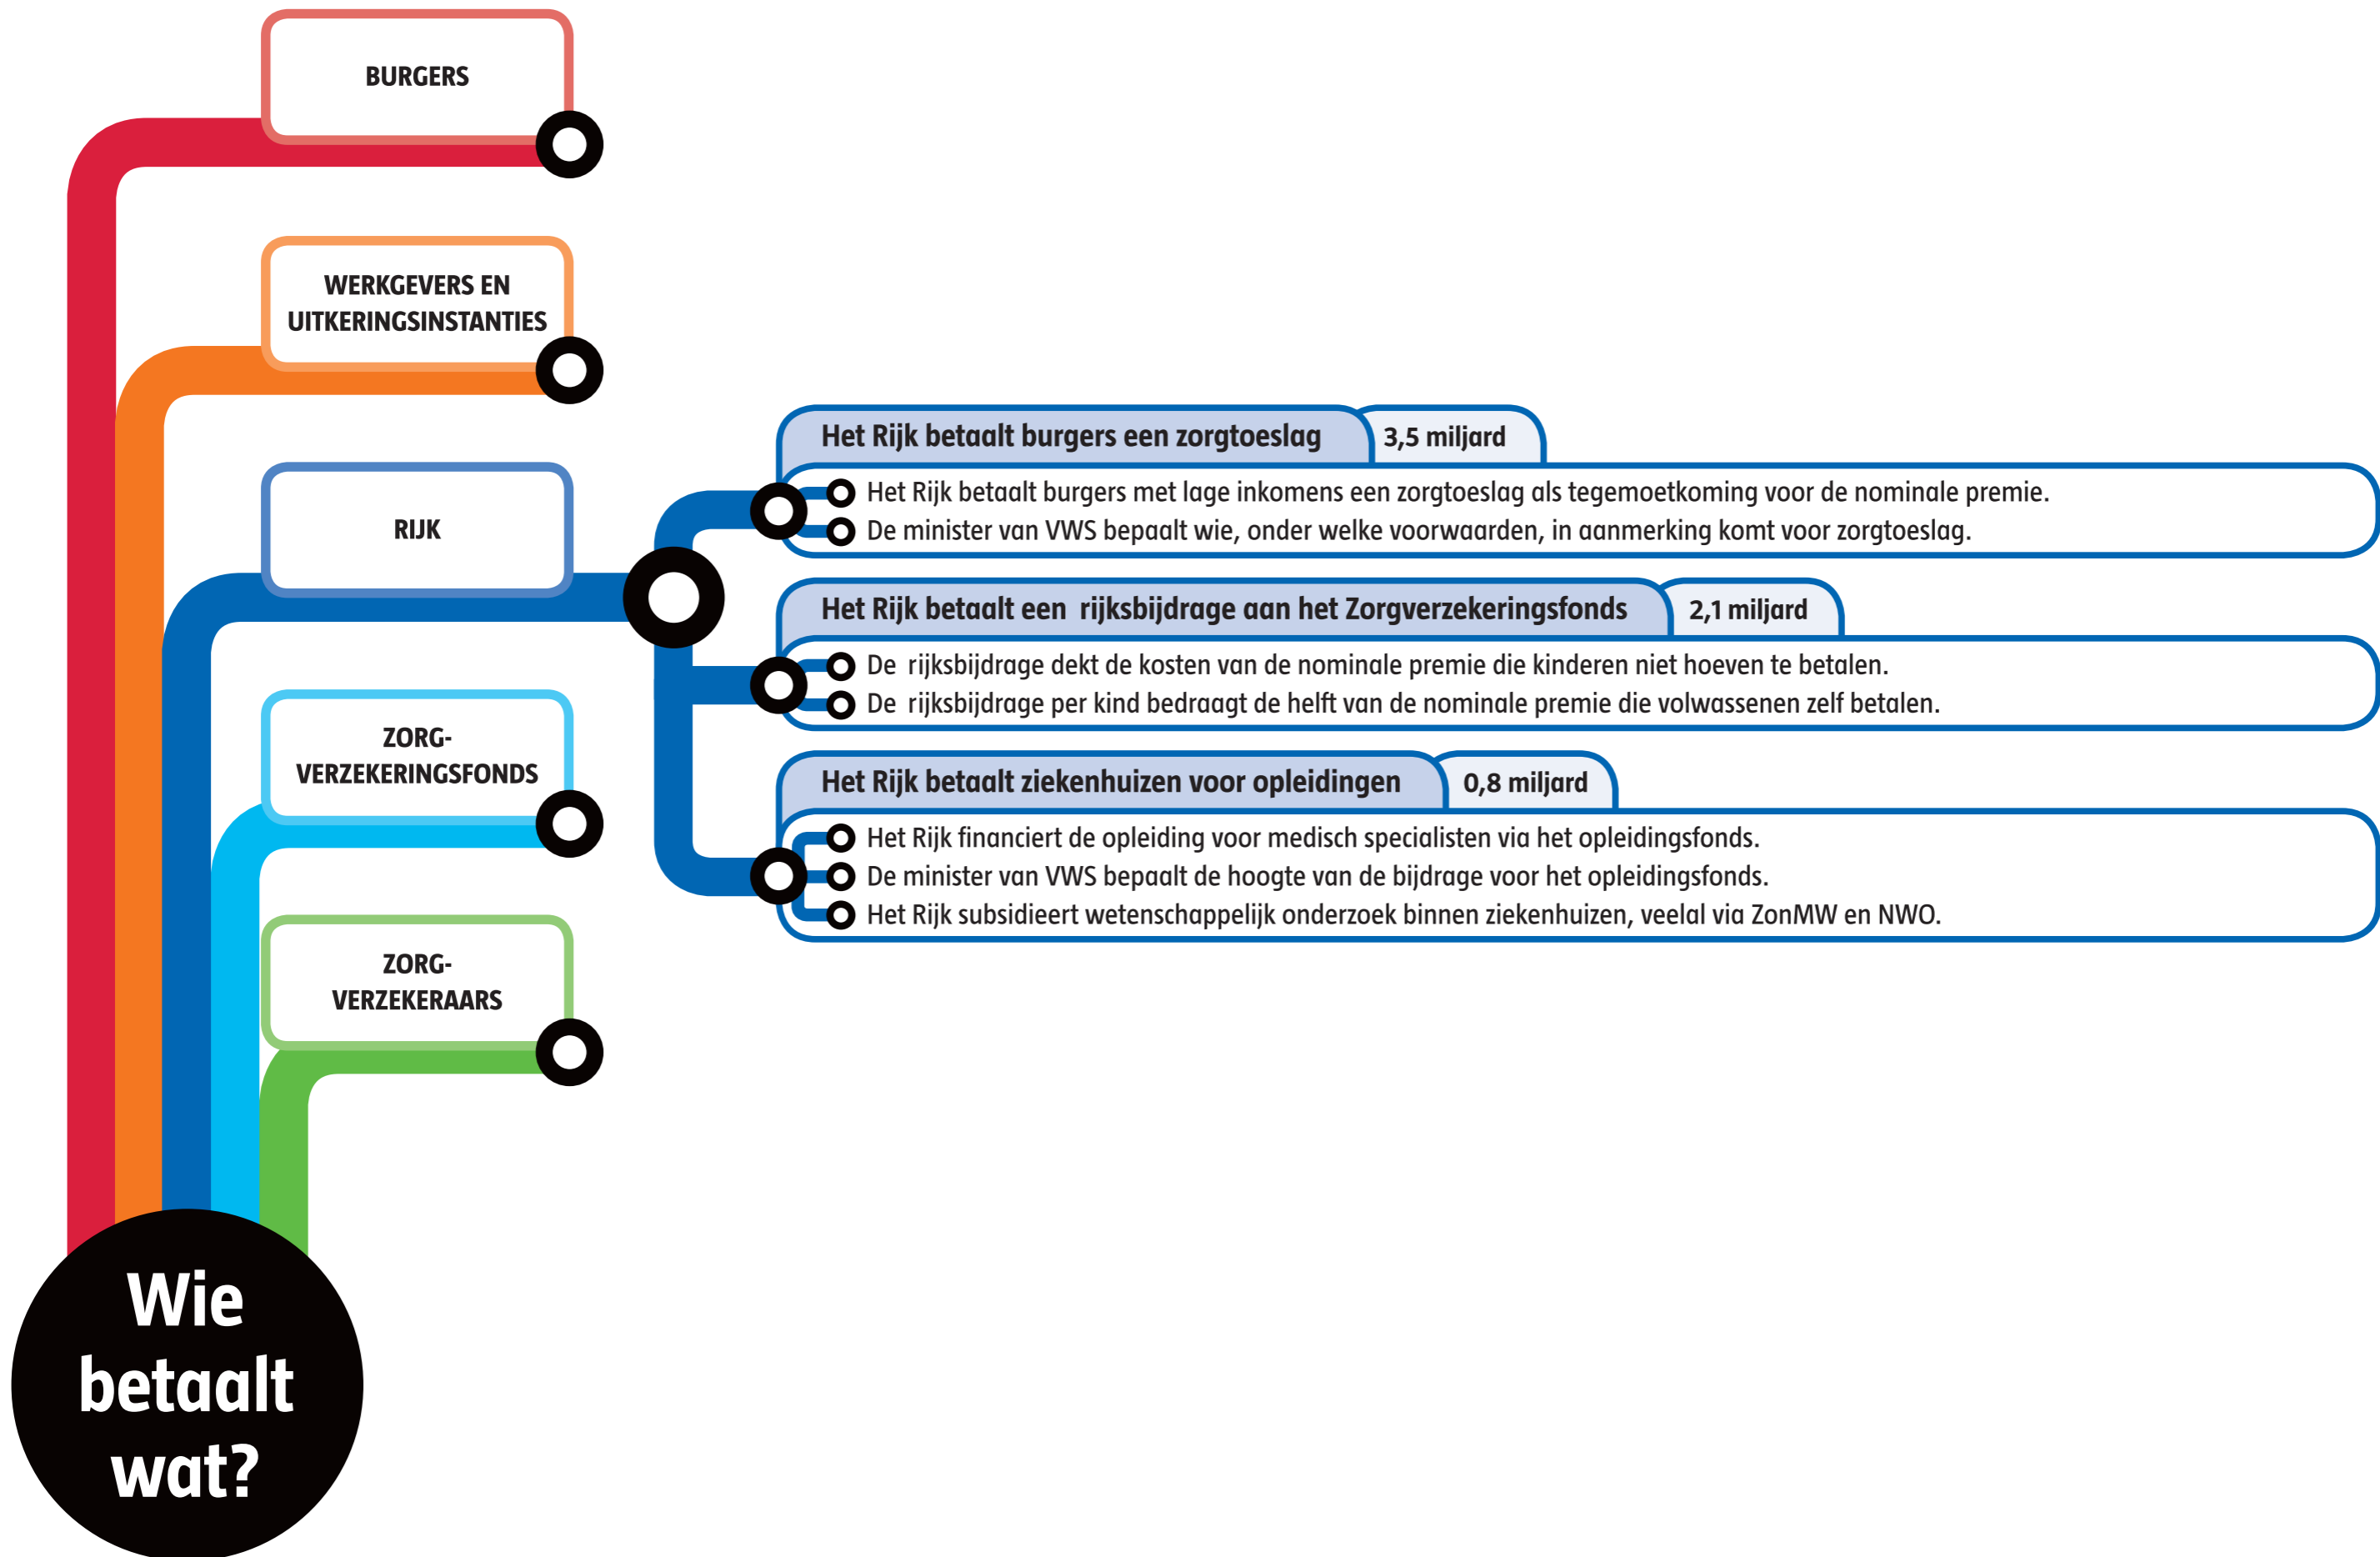 BURGERS
WERKGEVERS EN
UITKERINGSINSTANTIES
RIJK
ZORG-
VERZEKERINGSFONDS
ZORG-
VERZEKERAARS
Het Rijk betaalt burgers een zorgtoeslag 3,5 miljard
Het Rijk betaalt burgers met lage inkomens een zorgtoeslag als tegemoetkoming voor de nominale premie.
De minister van VWS bepaalt wie, onder welke voorwaarden, in aanmerking komt voor zorgtoeslag.
Het Rijk betaalt een rijksbijdrage aan het Zorgverzekeringsfonds 2,1 miljard
De rijksbijdrage dekt de kosten van de nominale premie die kinderen niet hoeven te betalen.
De rijksbijdrage per kind bedraagt de helft van de nominale premie die volwassenen zelf betalen.
Het Rijk betaalt ziekenhuizen voor opleidingen 0,8 miljard
Het Rijk financiert de opleiding voor medisch specialisten via het opleidingsfonds.
De minister van VWS bepaalt de hoogte van de bijdrage voor het opleidingsfonds.
Het Rijk subsidieert wetenschappelijk onderzoek binnen ziekenhuizen, veelal via ZonMW en NWO.
Wie
betaalt
wat?